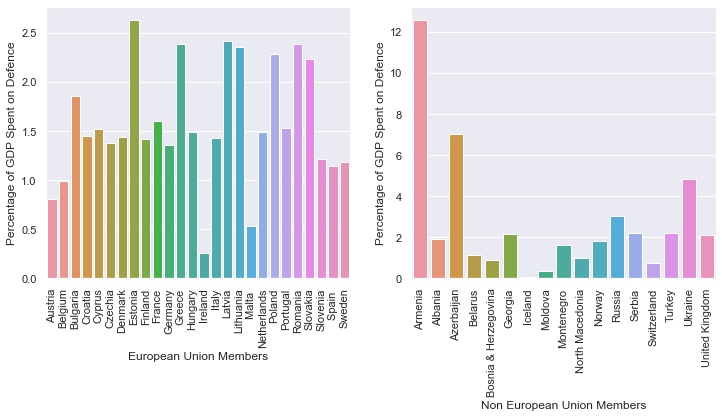 Percentage of GDP Spent on Defence
2.5
2.0
1.5
1.0
0.5
0.0
Austria
Belgium
Bulgaria
Croatia
Cyprus
Czechia
Denmark
Estonia
Finland
France
Germany
Greece
Hungary
Ireland
Italy
Latvia
Lithuania
Malta
Netherlands
Poland
Portugal
Romania
Slovakia
Slovenia
Spain
Sweden
European Union Members
Percentage of GDP Spent on Defence
12
10
8
6
4
2
0
Armenia
Albania
Azerbaijan
Belarus
Bosnia & Herzegovina
Georgia
Iceland
Moldova
Montenegro
North Macedonia
Norway
Russia
Serbia
Switzerland
Turkey
Ukraine
United Kingdom
Non European Union Members